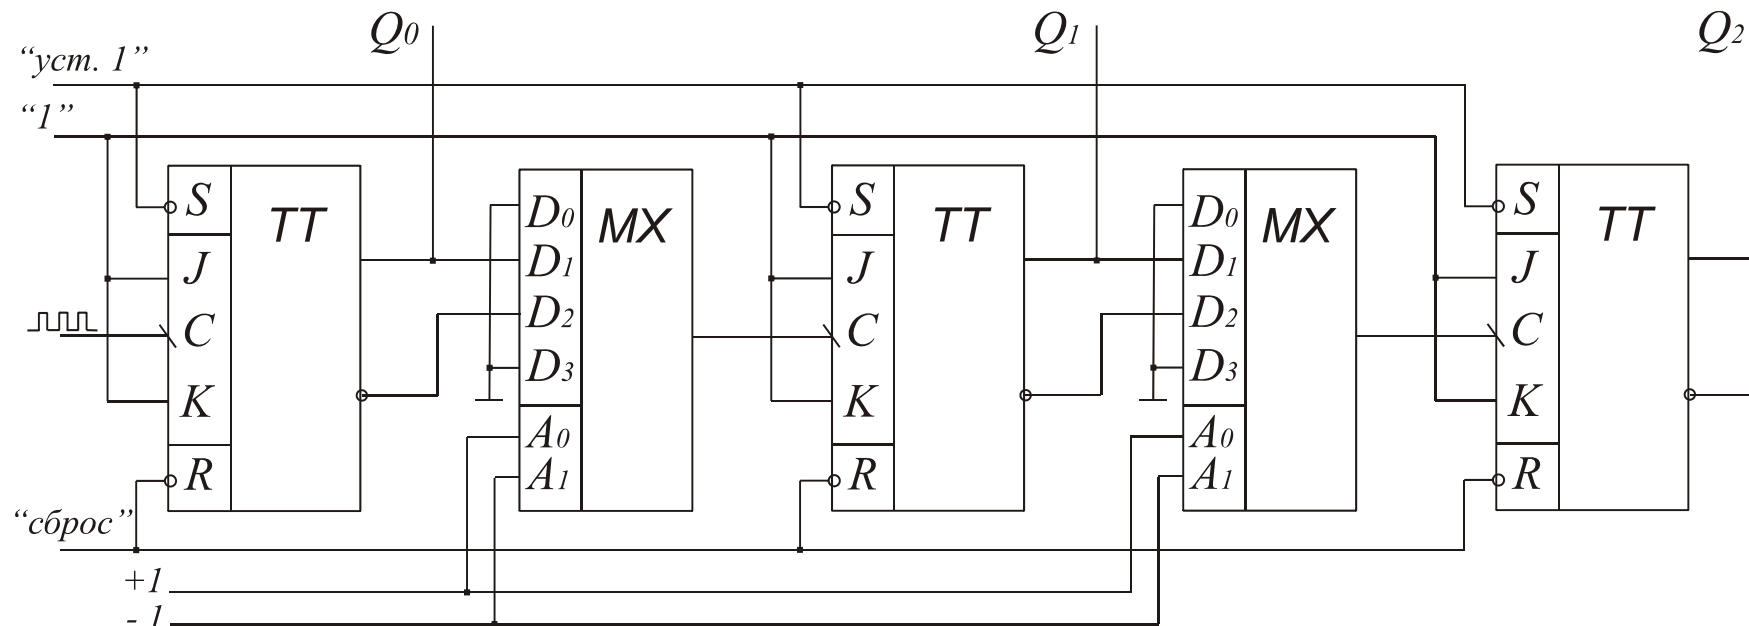 Q0 Q1 Q2
“уст. 1”
“1”
S TT D0 MX S TT D0 MX S TT
J D1 J D1 J
C D2 C D2 C
K D3 K D3 K
A0 A0
R A1 R A1 R
“сброс”
+1
- 1